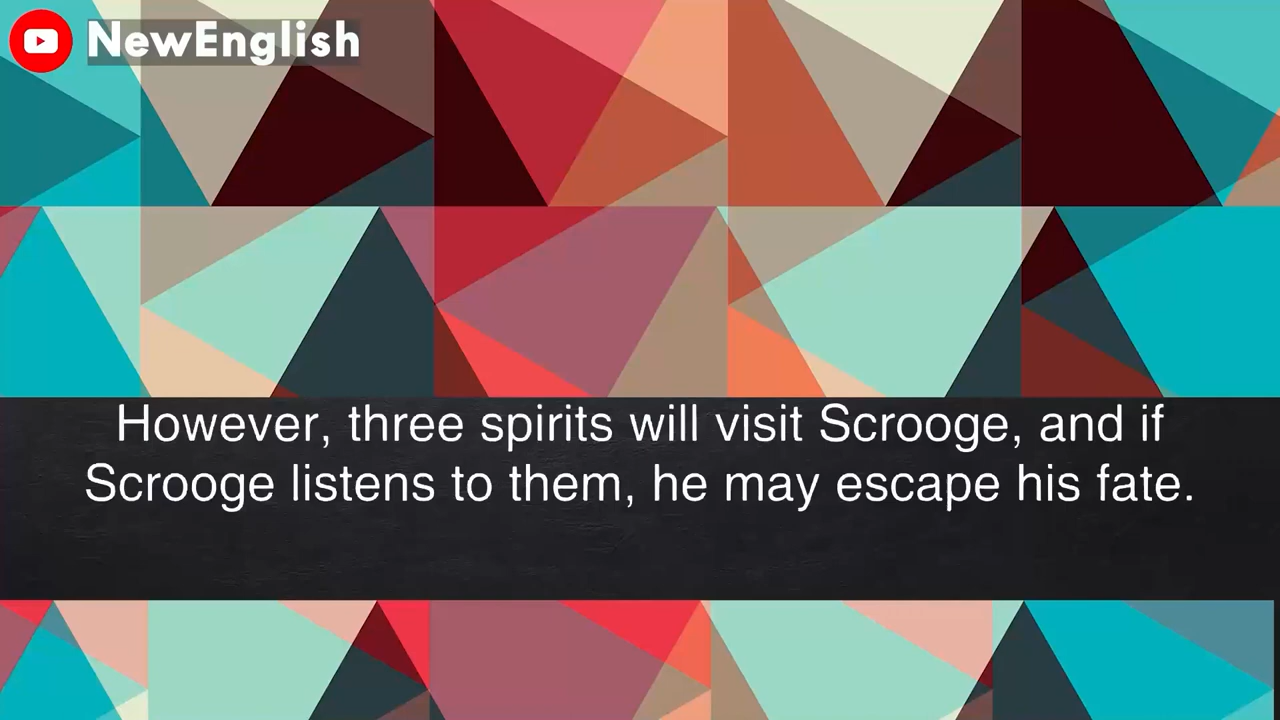 NewEnglish
However, three spirits will visit Scrooge, and if
Scrooge listens to them, he may escape his fate.